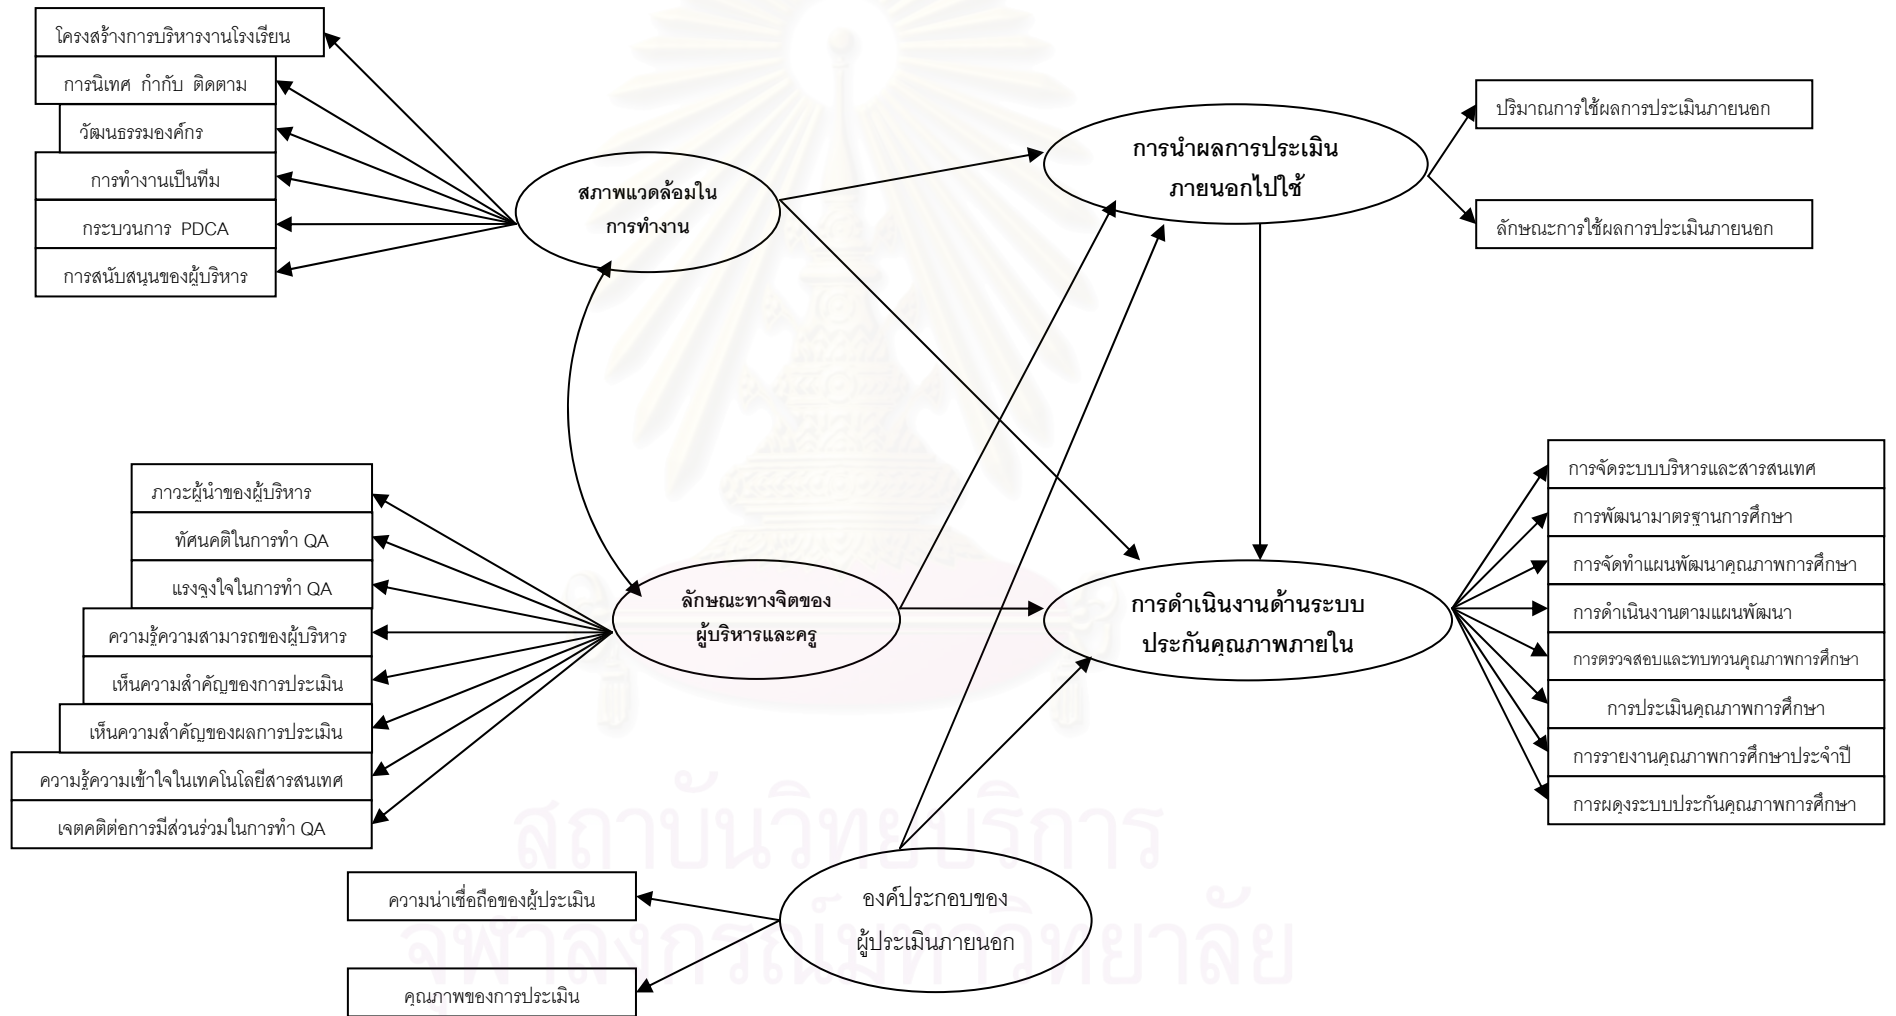 โครงสร้างการบริหารงานโรงเรียน
การนิเทศ กำกับ ติดตาม
วัฒนธรรมองค์กร
การทำงานเป็นทีม
กระบวนการ PDCA
การสนับสนุนของผู้บริหาร
สภาพแวดล้อมใน
การทำงาน
การนำผลการประเมิน
ภายนอกไปใช้
ปริมาณการใช้ผลการประเมินภายนอก
ลักษณะการใช้ผลการประเมินภายนอก
ภาวะผู้นำของผู้บริหาร
ทัศนคติในการทำ QA
แรงจูงใจในการทำ QA
ความรู้ความสามารถของผู้บริหาร
เห็นความสำคัญของการประเมิน
เห็นความสำคัญของผลการประเมิน
ความรู้ความเข้าใจในเทคโนโลยีสารสนเทศ
เจตคติต่อการมีส่วนร่วมในการทำ QA
ลักษณะทางจิตของ
ผู้บริหารและครู
การดำเนินงานด้านระบบ
ประกันคุณภาพภายใน
การจัดระบบบริหารและสารสนเทศ
การพัฒนามาตรฐานการศึกษา
การจัดทำแผนพัฒนาคุณภาพการศึกษา
การดำเนินงานตามแผนพัฒนา
การตรวจสอบและทบทวนคุณภาพการศึกษา
การประเมินคุณภาพการศึกษา
การรายงานคุณภาพการศึกษาประจำปี
การผดุงระบบประกันคุณภาพการศึกษา
ความน่าเชื่อถือของผู้ประเมิน
คุณภาพของการประเมิน
องค์ประกอบของ
ผู้ประเมินภายนอก
สถาบันวิทยบริการ
จุฬาลงกรณ์มหาวิทยาลัย